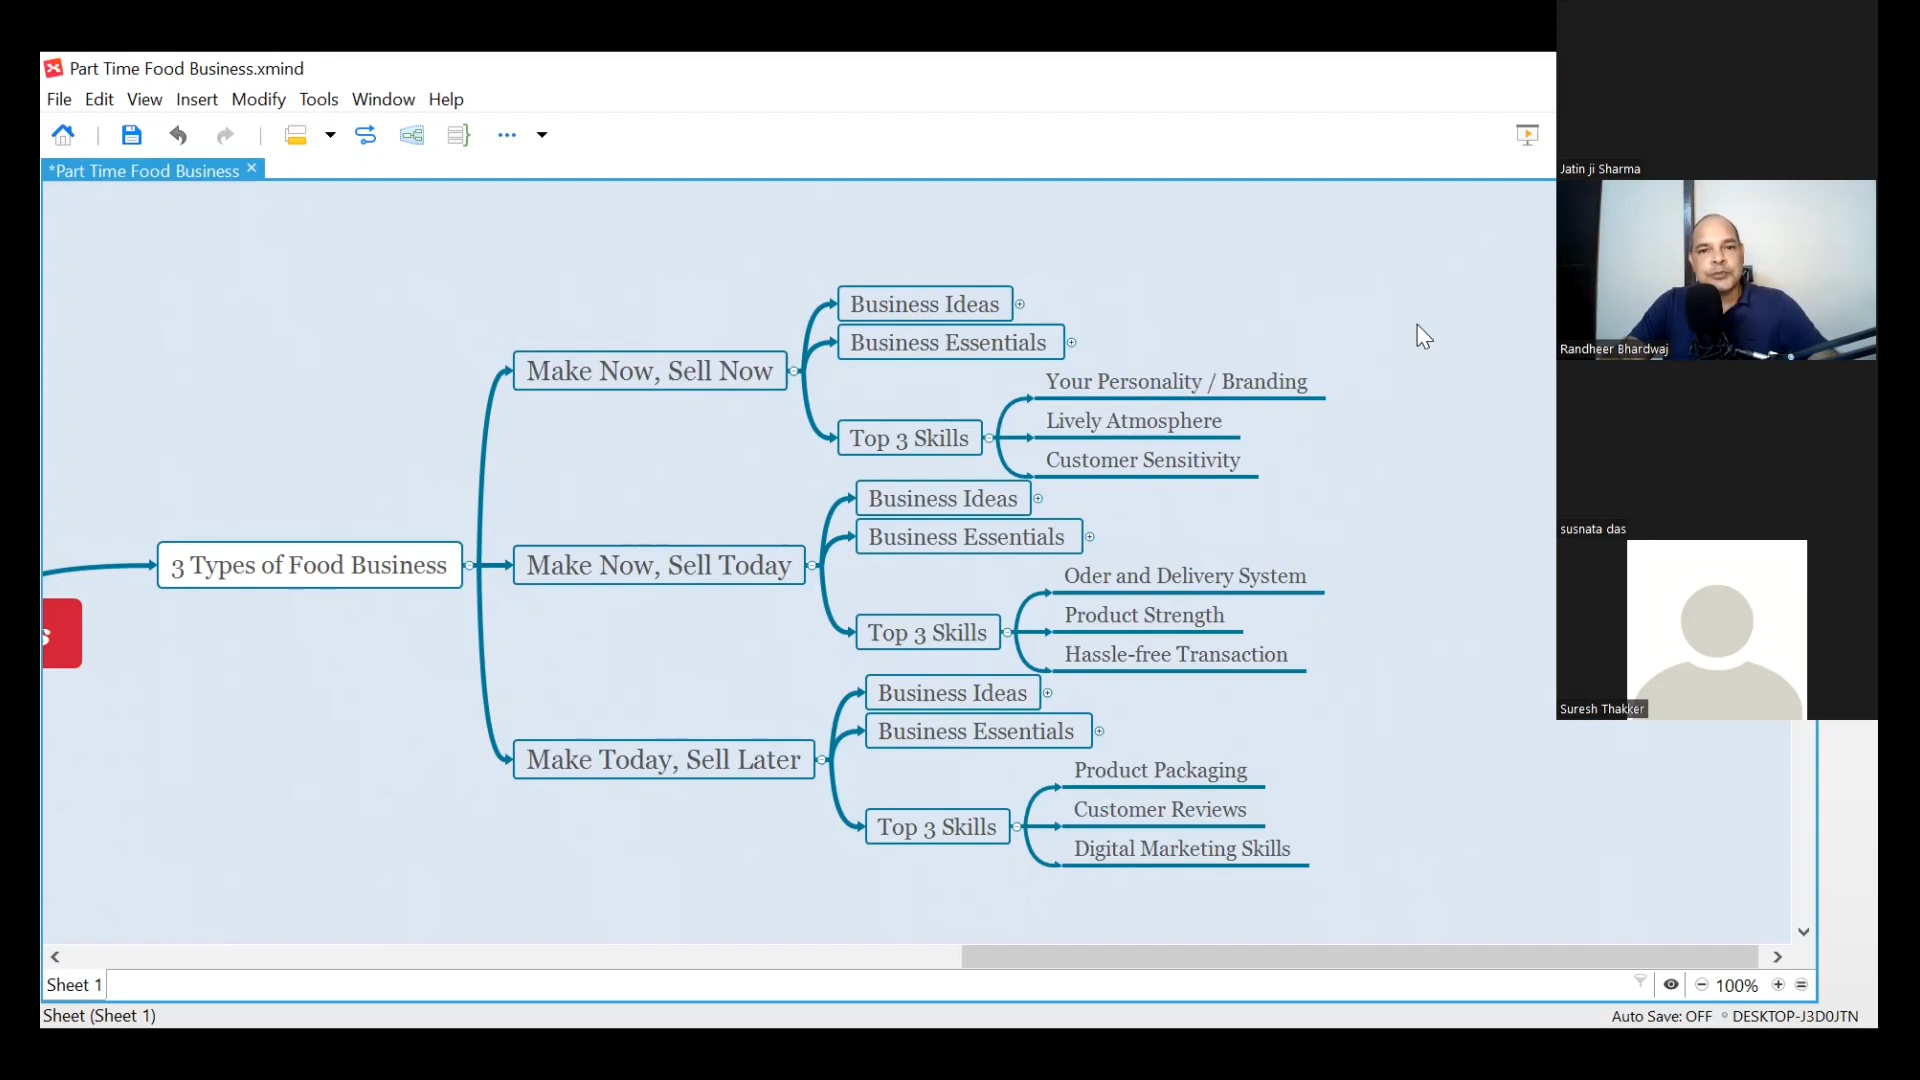 Part Time Food Business.xmind
File Edit View Insert Modify Tools Window Help
*Part Time Food Business
Jatin ji Sharma
Business Ideas
Business Essentials
Make Now, Sell Now
Randheer Bhardwaj
Your Personality / Branding
Lively Atmosphere
Top 3 Skills
Customer Sensitivity
Business Ideas
susnata das
Business Essentials
3 Types of Food Business
Make Now, Sell Today
Oder and Delivery System
Product Strength
Top 3 Skills
Hassle-free Transaction
s
Business Ideas
Suresh Thakker
Business Essentials
Make Today, Sell Later
Product Packaging
Customer Reviews
Top 3 Skills
Digital Marketing Skills
Sheet 1
100%
Sheet (Sheet 1)
Auto Save: OFF
DESKTOP-J3D0JTN